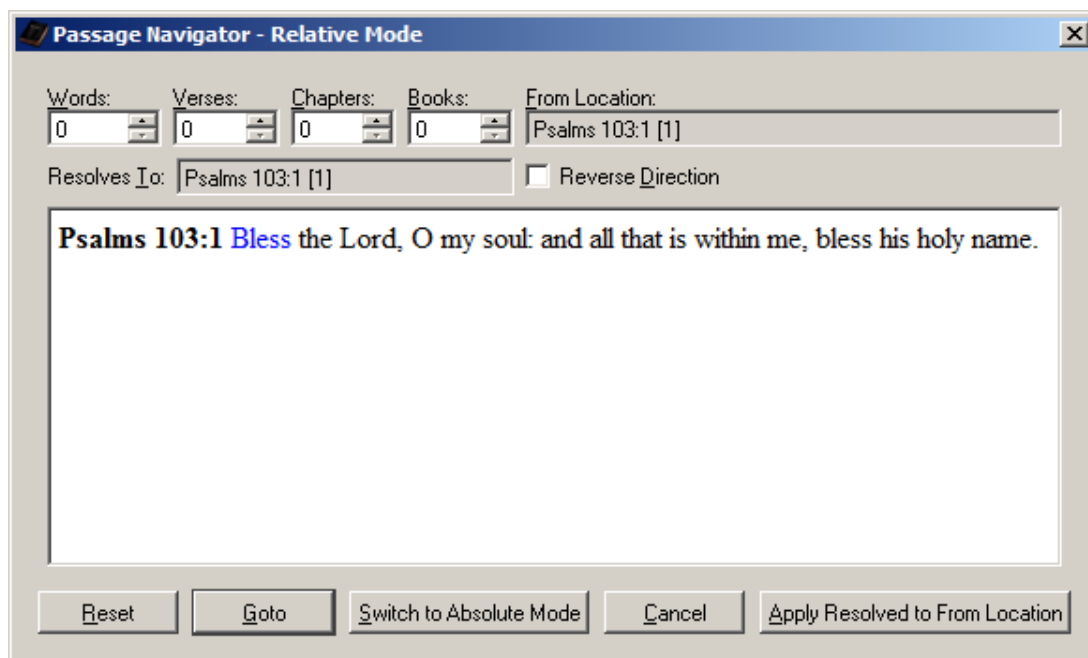 Passage Navigator - Relative Mode
Words: Verses: Chapters: Books: From Location:
0 0 0 0 Psalms 103:1 [1]
Resolves To: Psalms 103:1 [1] Reverse Direction
Psalms 103:1 Bless the Lord, O my soul: and all that is within me, bless his holy name.
Reset Goto Switch to Absolute Mode Cancel Apply Resolved to From Location